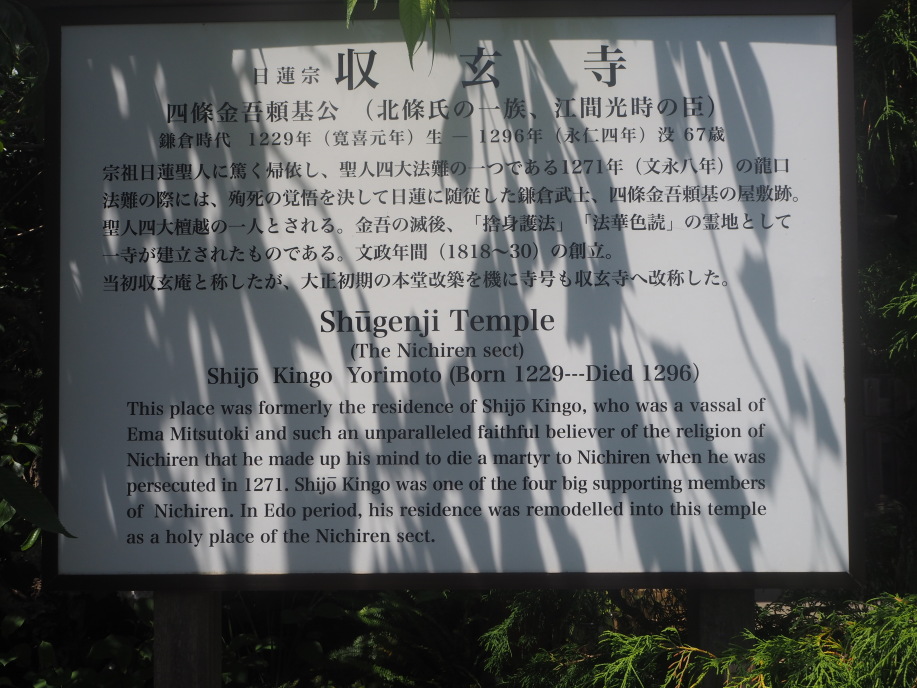 日蓮宗 収玄寺
四條金吾頼基公 （北條氏の一族、江間光時の臣）
鎌倉時代 1229年（寛喜元年）生 ― 1296年（永仁四年）没 67歳
宗祖日蓮聖人に篤く帰依し、聖人四大法難の一つである1271年（文永八年）の龍口
法難の際には、殉死の覚悟を決して日蓮に随従した鎌倉武士、四條金吾頼基の屋敷跡。
聖人四大檀越の一人とされる。金吾の滅後、「捨身護法」「法華色読」の霊地として
一寺が建立されたものである。文政年間（1818〜30）の創立。
当初収玄庵と称したが、大正初期の本堂改築を機に寺号も収玄寺へ改称した。
Shūgenji Temple
(The Nichiren sect)
Shijō Kingo Yorimoto (Born 1229---Died 1296)
This place was formerly the residence of Shijō Kingo, who was a vassal of
Ema Mitsutoki and such an unparalleled faithful believer of the religion of
Nichiren that he made up his mind to die a martyr to Nichiren when he was
persecuted in 1271. Shijō Kingo was one of the four big supporting members
of Nichiren. In Edo period, his residence was remodelled into this temple
as a holy place of the Nichiren sect.